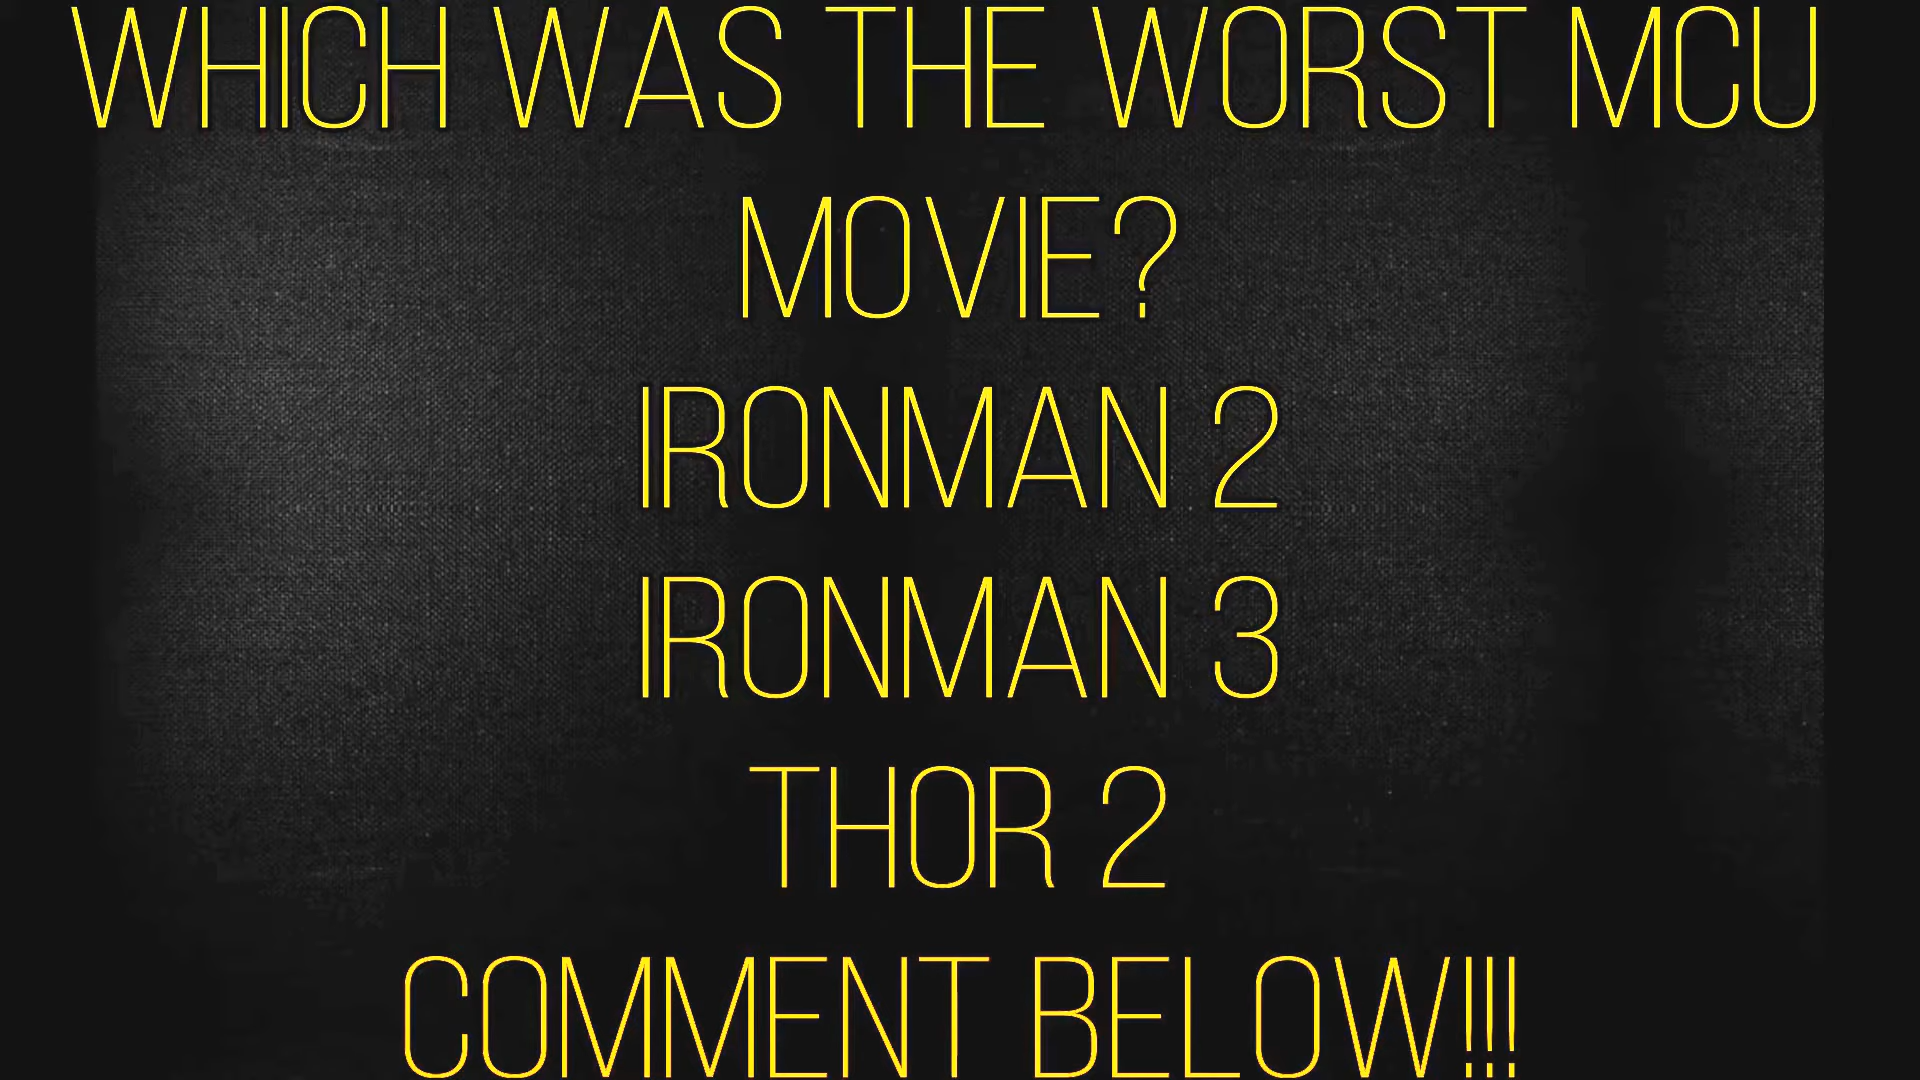 WHICH WAS THE WORST MCU
MOVIE?
IRONMAN 2
IRONMAN 3
THOR 2
COMMENT BELOW!!!